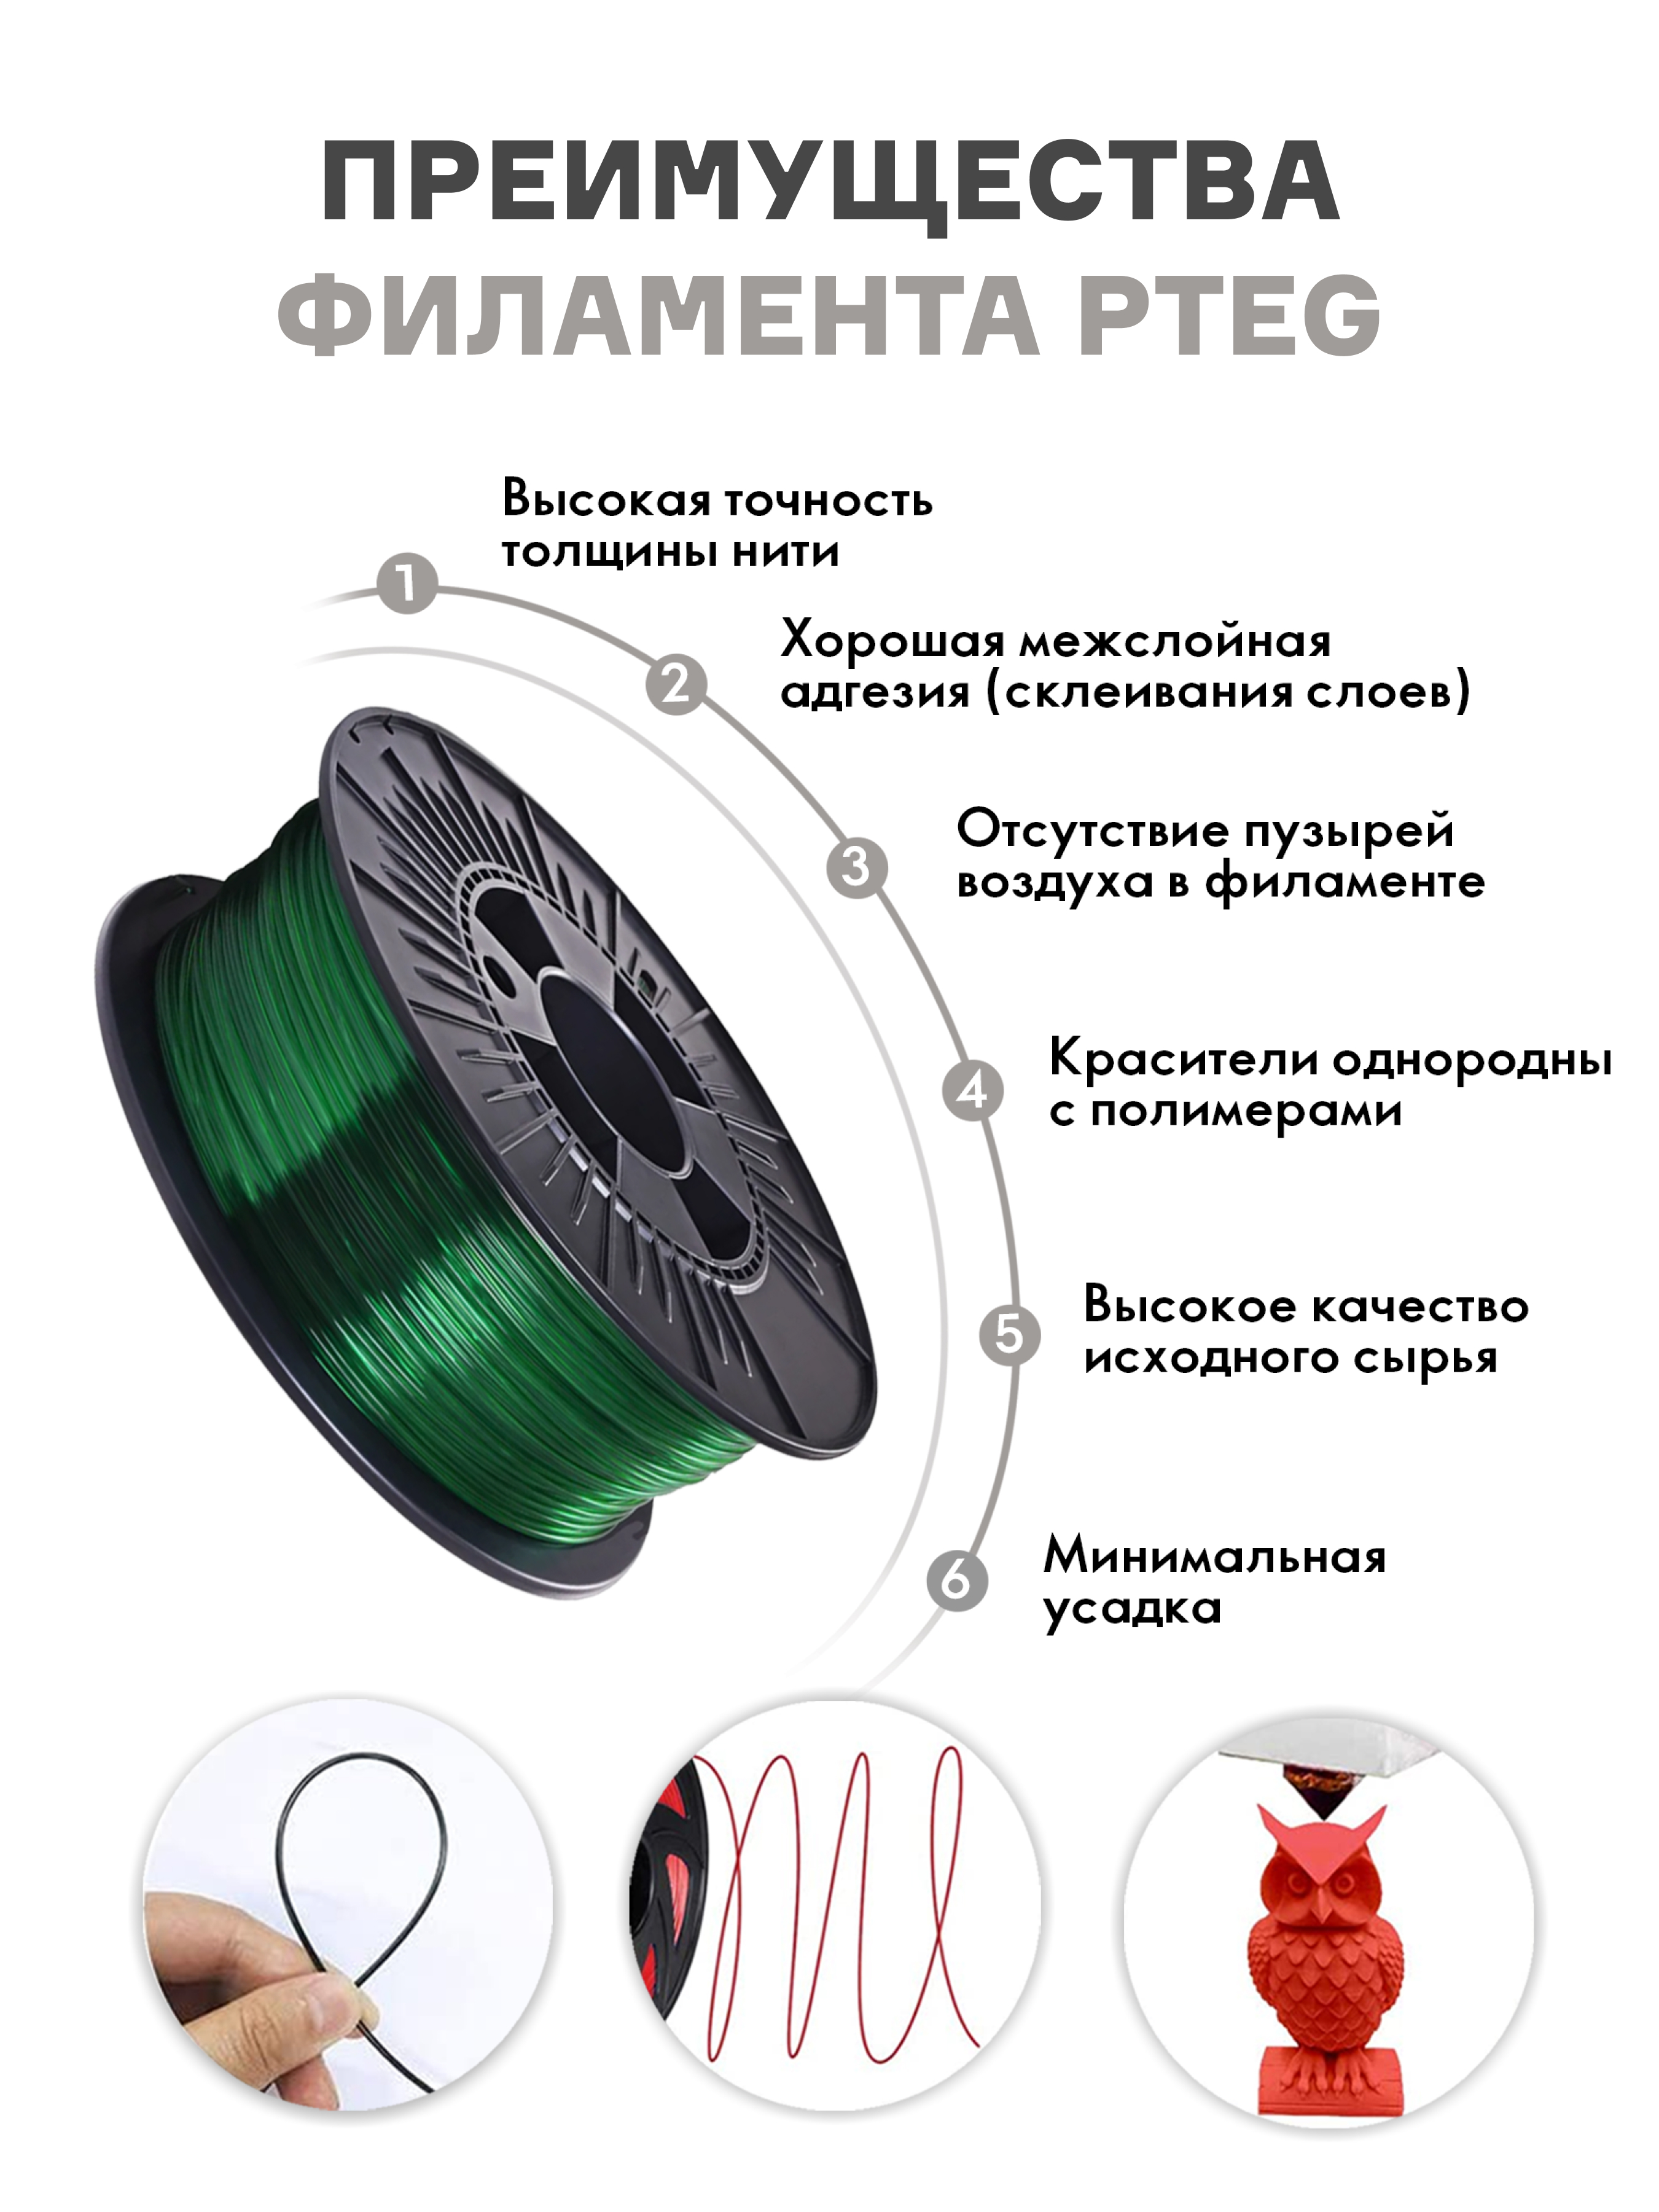 ПРЕИМУЩЕСТВА
ФИЛАМЕНТА PTEG
1
Высокая точность
толщины нити
2
Хорошая межслойная
адгезия (склеивания слоев)
3
Отсутствие пузырей
воздуха в филаменте
4
Красители однородны
с полимерами
5
Высокое качество
исходного сырья
6
Минимальная
усадка